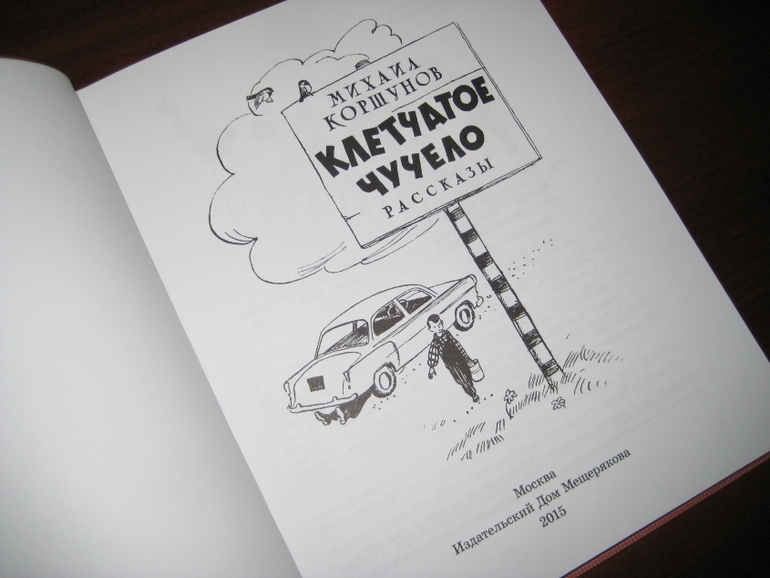 МИХАИЛ
КОРШУНОВ
КЛЕТЧАТОЕ
ЧУЧЕЛО
РАССКАЗЫ
Москва
Издательский Дом Мещерякова
2015